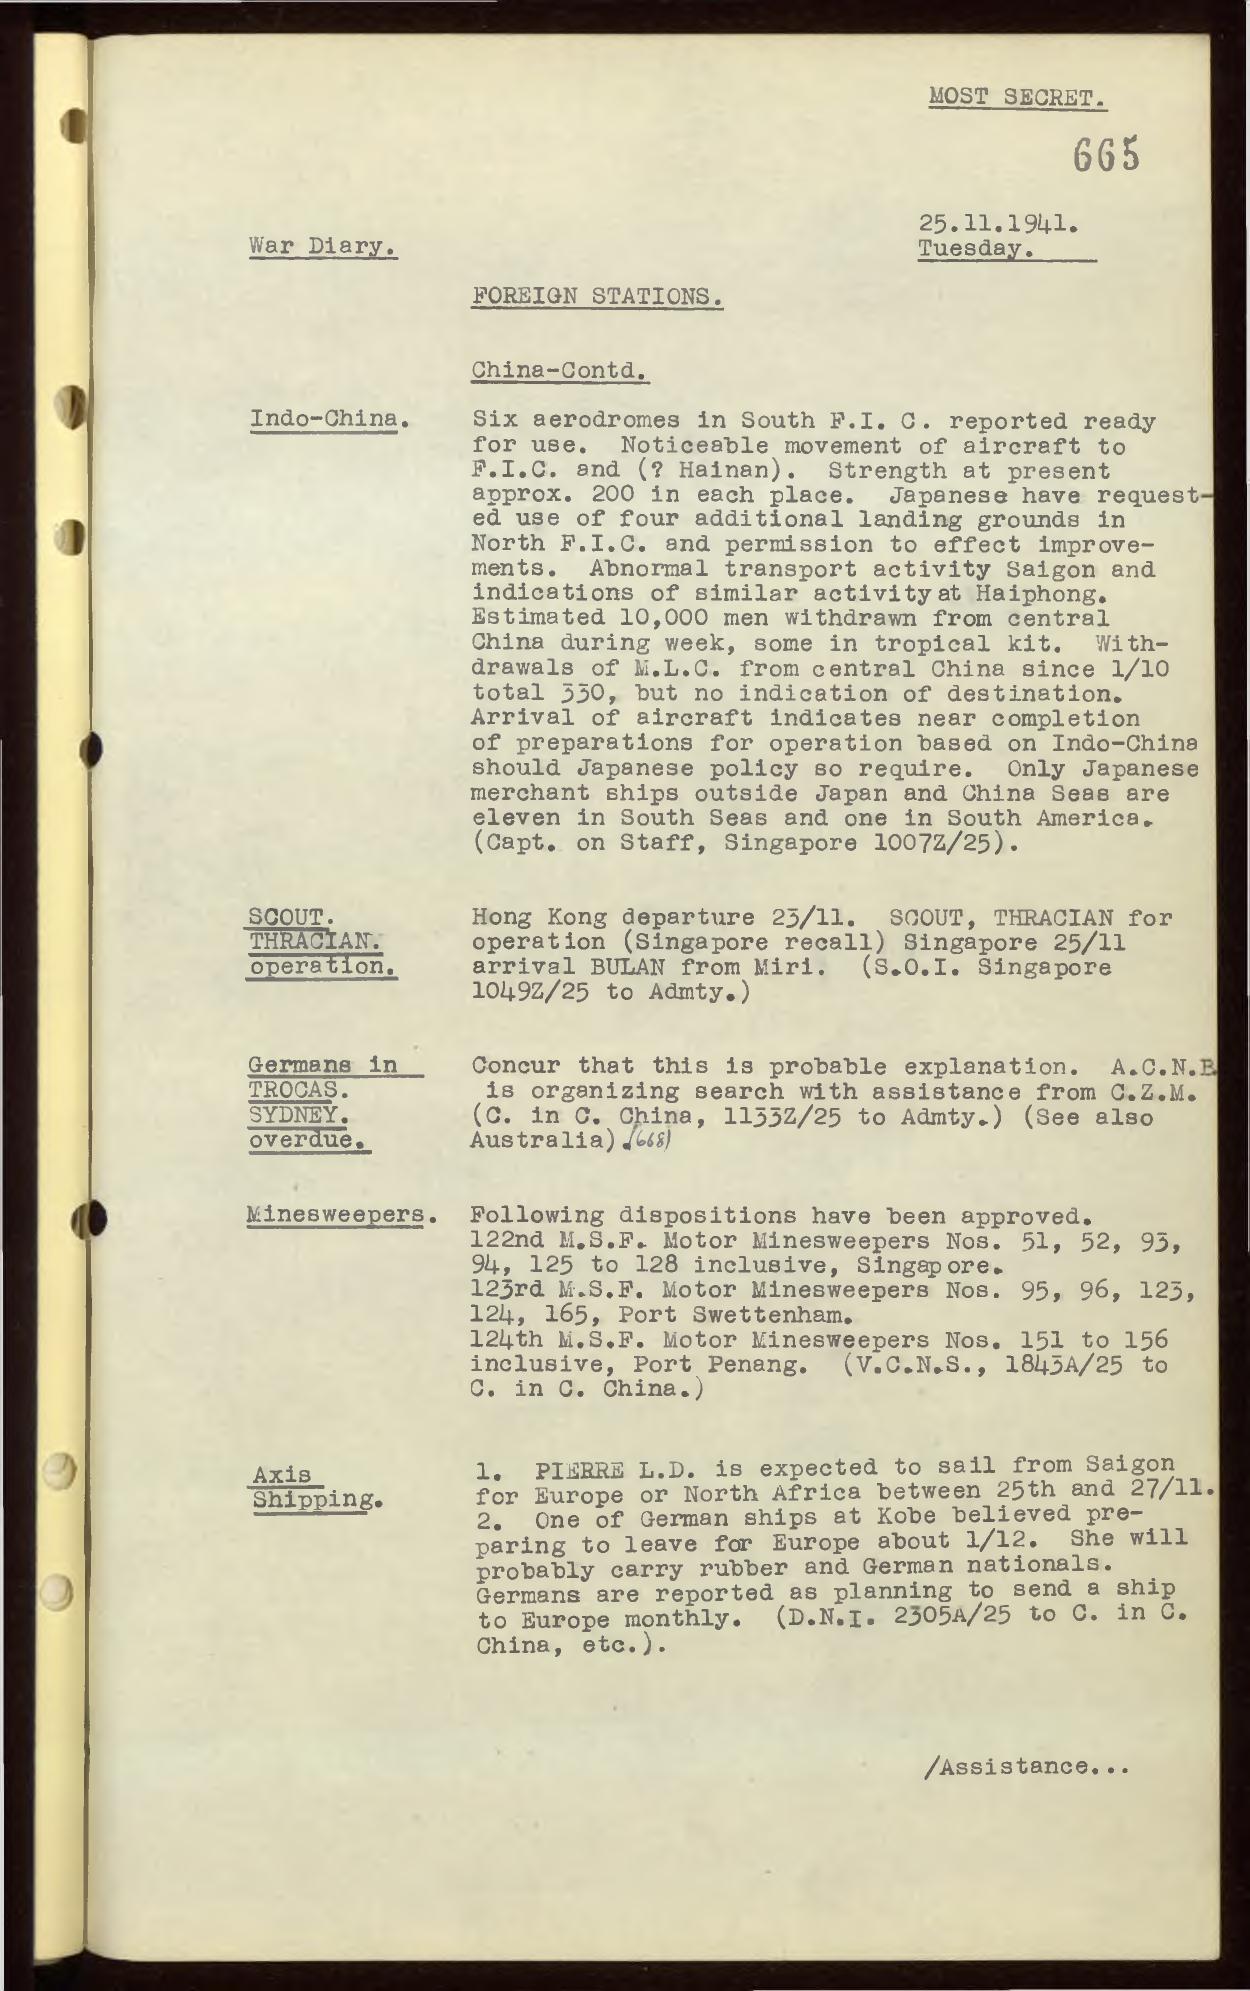 MOST SECRET.
665
25.11.1941.
War Diary.
Tuesday.
FOREIGN STATIONS.
China-Contd.
Indo-China.
Six aerodromes in South F.I. C. reported ready
for use. Noticeable movement of aircraft to
F.I.C. and (? Hainan). Strength at present
approx. 200 in each place. Japanese have request-
ed use of four additional landing grounds in
North F.I.C. and permission to effect improve-
ments. Abnormal transport activity Saigon and
indications of similar activity at Haiphong.
Estimated 10,000 men withdrawn from central
China during week, some in tropical kit. With-
drawals of M.L.C. from central China since 1/10
total 330, but no indication of destination.
Arrival of aircraft indicates near completion
of preparations for operation based on Indo-China
should Japanese policy so require. Only Japanese
merchant ships outside Japan and China Seas are
eleven in South Seas and one in South America.
(Capt. on Staff, Singapore 1007Z/25).
SCOUT.
THRACIAN.
operation.
Hong Kong departure 23/11. SCOUT, THRACIAN for
operation (Singapore recall) Singapore 25/11
arrival BULAN from Miri. (S.O.I. Singapore
1049Z/25 to Admty.)
Germans in
TROCAS.
SYDNEY.
overdue.
Concur that this is probable explanation. A.C.N.B
is organizing search with assistance from C.Z.M.
(C. in C. China, 1133Z/25 to Admty.) (See also
Australia). (668)
Minesweepers.
Following dispositions have been approved.
122nd M.S.F. Motor Minesweepers Nos. 51, 52, 93,
94, 125 to 128 inclusive, Singapore.
123rd M.S.F. Motor Minesweepers Nos. 95, 96, 123,
124, 165, Port Swettenham.
124th M.S.F. Motor Minesweepers Nos. 151 to 156
inclusive, Port Penang. (V.C.N.S., 1843A/25 to
C. in C. China.)
Axis
Shipping.
1. PIERRE L.D. is expected to sail from Saigon
for Europe or North Africa between 25th and 27/11.
2. One of German ships at Kobe believed pre-
paring to leave for Europe about 1/12. She will
probably carry rubber and German nationals.
Germans are reported as planning to send a ship
to Europe monthly. (D.N.I. 2305A/25 to C. in C.
China, etc.).
/Assistance...